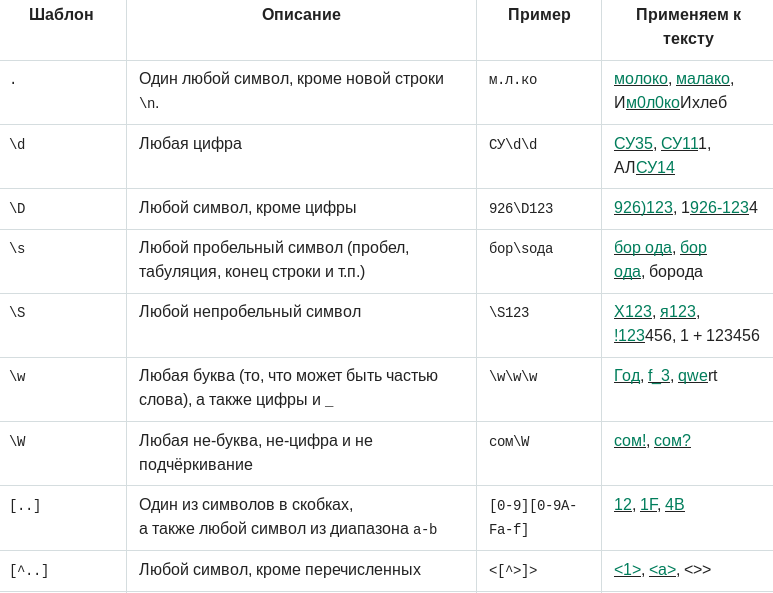 Шаблон Описание Пример Применяем к
тексту
. Один любой символ, кроме новой строки м.л.ко молоко, малако,
\n. Им0л0коИхлеб
\d Любая цифра СУ\d\d СУ35, СУ111,
АЛСУ14
\D Любой символ, кроме цифры 926\D123 926)123, 1926-1234
\s Любой пробельный символ (пробел, бор\sода бор ода, бор
табуляция, конец строки и т.п.) ода, борода
\S Любой непробельный символ \S123 X123, я123,
!123456, 1 + 123456
\w Любая буква (то, что может быть частью \w\w\w Год, f_3, qwert
слова), а также цифры и _
\W Любая не-буква, не-цифра и не сом\W сом!, сом?
подчёркивание
[..] Один из символов в скобках, [0-9][0-9A- 12, 1F, 4B
а также любой символ из диапазона a-b Fa-f]
[^..] Любой символ, кроме перечисленных <[^>]> <1>, <a>, <>>